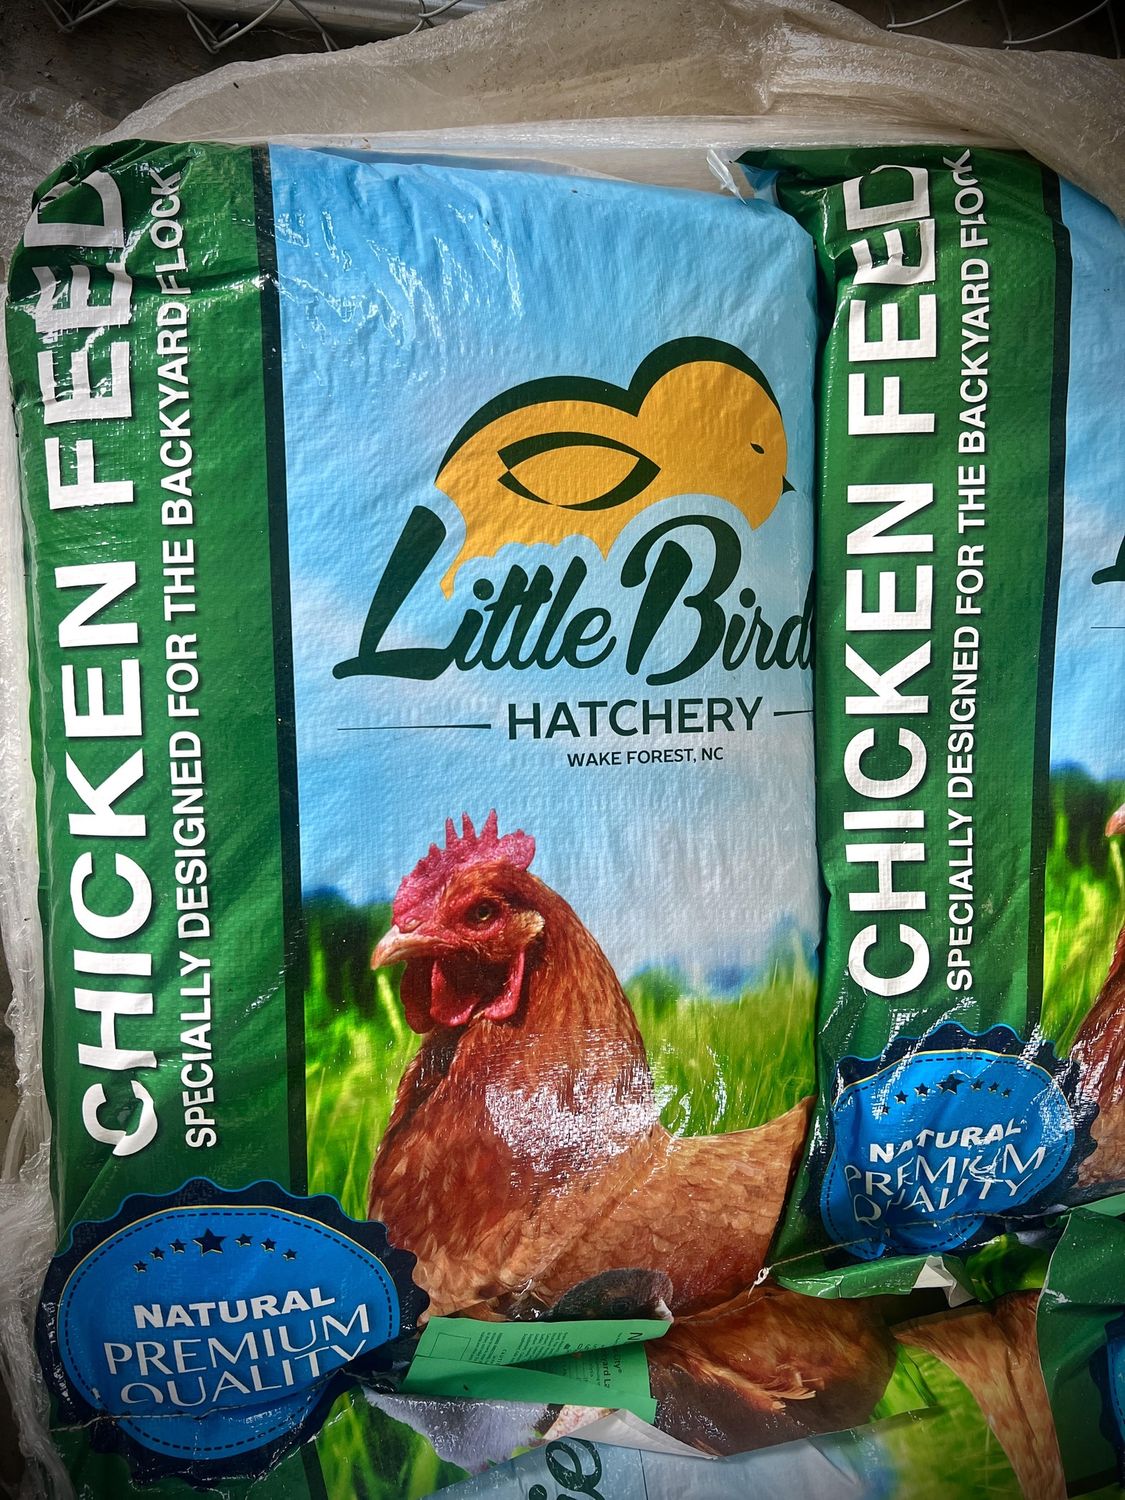 CHICKEN FEED
SPECIALLY DESIGNED FOR THE BACKYARD FLOCK
Little Bird
HATCHERY
WAKE FOREST, NC
NATURAL
PREMIUM
QUALITY
CHICKEN FEED
SPECIALLY DESIGNED FOR THE BACKYARD FLOCK
NATURAL
PREMIUM
QUALITY